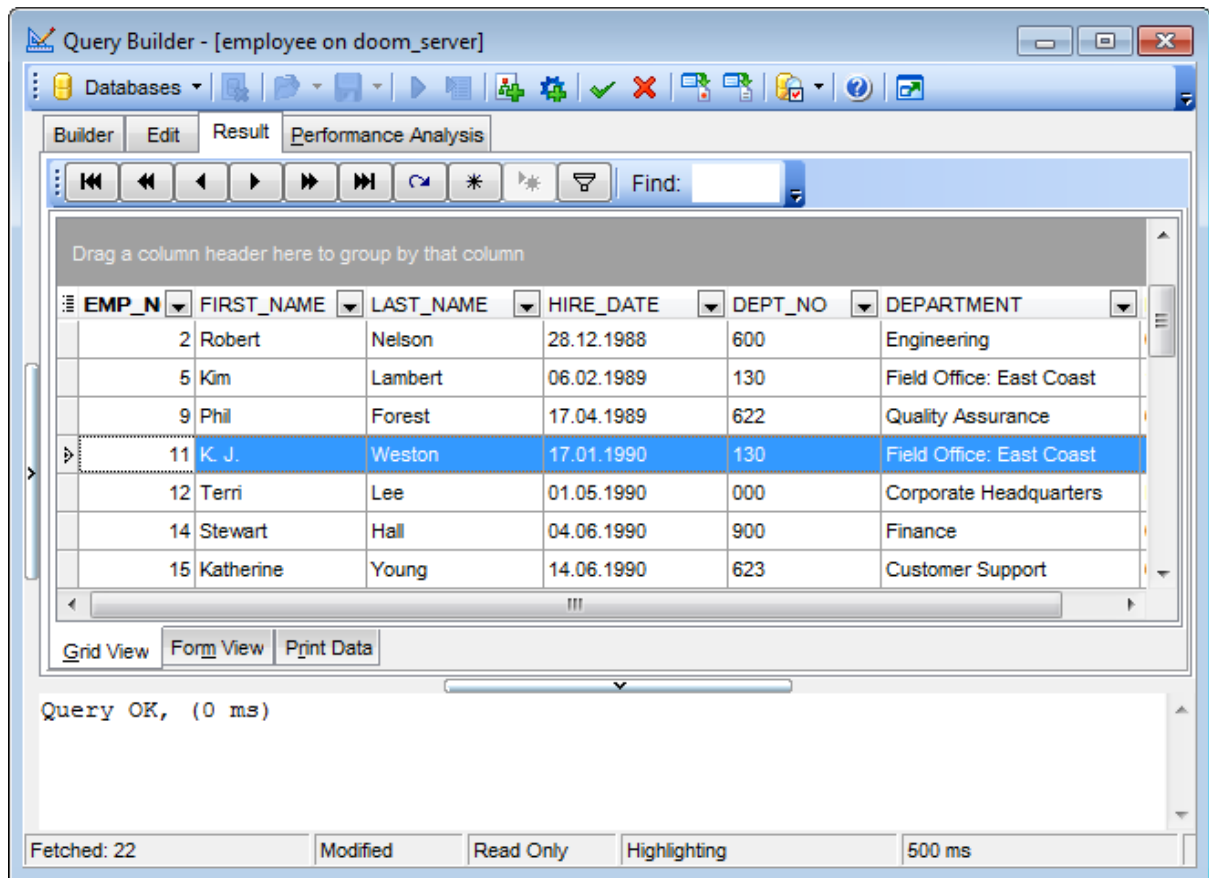 Query Builder - [employee on doom_server]
Databases
Builder Edit Result Performance Analysis
Find:
Drag a column header here to group by that column
EMP_N FIRST_NAME LAST_NAME HIRE_DATE DEPT_NO DEPARTMENT
2 Robert Nelson 28.12.1988 600 Engineering
5 Kim Lambert 06.02.1989 130 Field Office: East Coast
9 Phil Forest 17.04.1989 622 Quality Assurance
11 K. J. Weston 17.01.1990 130 Field Office: East Coast
12 Terri Lee 01.05.1990 000 Corporate Headquarters
14 Stewart Hall 04.06.1990 900 Finance
15 Katherine Young 14.06.1990 623 Customer Support
Grid View Form View Print Data
Query OK, (0 ms)
Fetched: 22 Modified Read Only Highlighting 500 ms